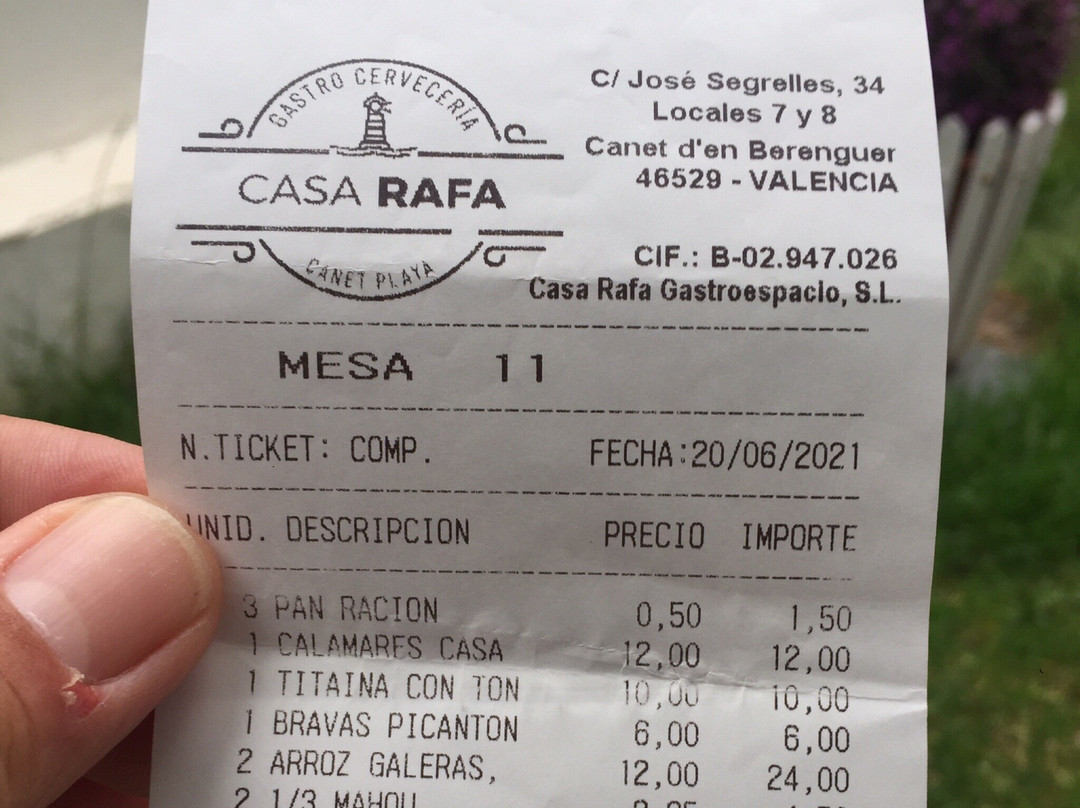 GASTRO CERVECERÍA
CASA RAFA
CANET PLAYA
C/ José Segrelles, 34
Locales 7 y 8
Canet d'en Berenguer
46529 - VALENCIA
CIF.: B-02.947.026
Casa Rafa Gastroespacio, S.L.
MESA 11
N.TICKET: COMP. FECHA:20/06/2021
UNID. DESCRIPCION PRECIO IMPORTE
3 PAN RACION 0,50 1,50
1 CALAMARES CASA 12,00 12,00
1 TITAINA CON TON 10,00 10,00
1 BRAVAS PICANTON 6,00 6,00
2 ARROZ GALERAS, 12,00 24,00
2 1/3 MAHOU